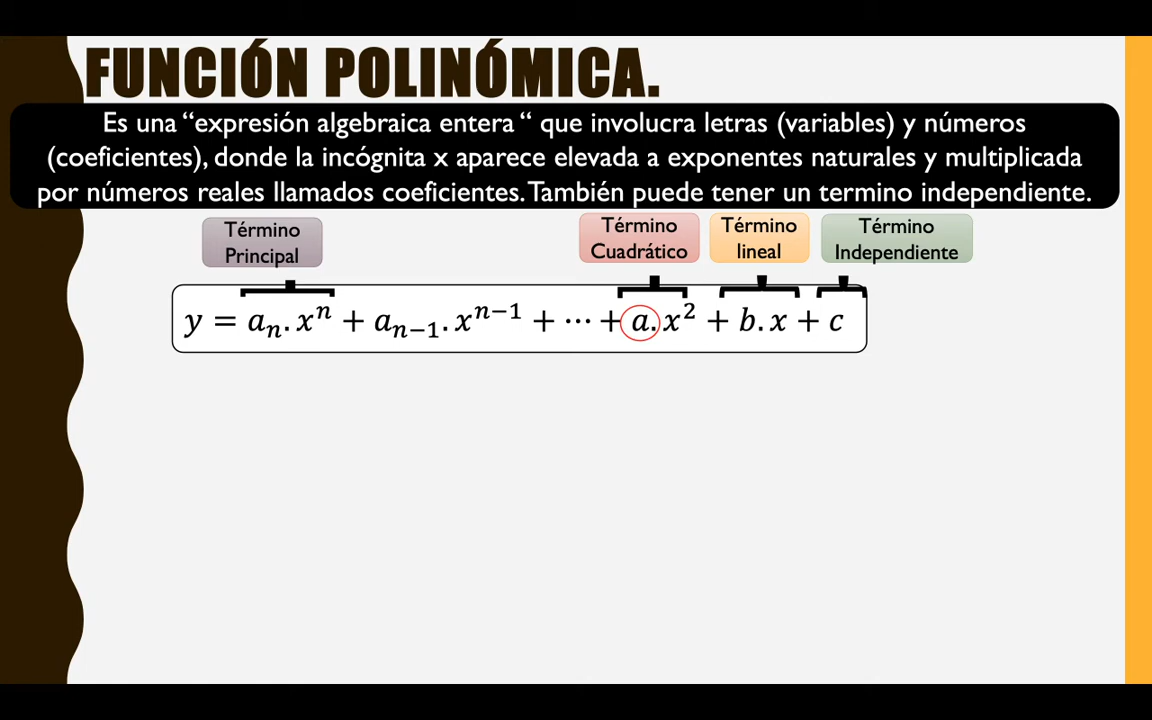 FUNCIÓN POLINÓMICA.
Es una “expresión algebraica entera “ que involucra letras (variables) y números
(coeficientes), donde la incógnita x aparece elevada a exponentes naturales y multiplicada
por números reales llamados coeficientes. También puede tener un termino independiente.
Término
Principal
Término
Cuadrático
Término
lineal
Término
Independiente
y = aₙ. xⁿ + aₙ₋₁. xⁿ⁻¹ + ⋯ + a. x² + b. x + c